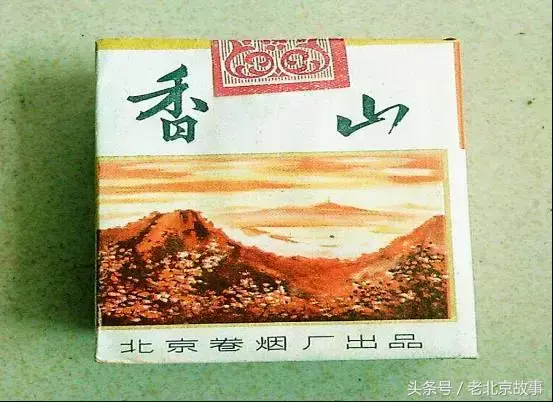 香山
北京卷烟厂出品
头条号 / 老北京故事